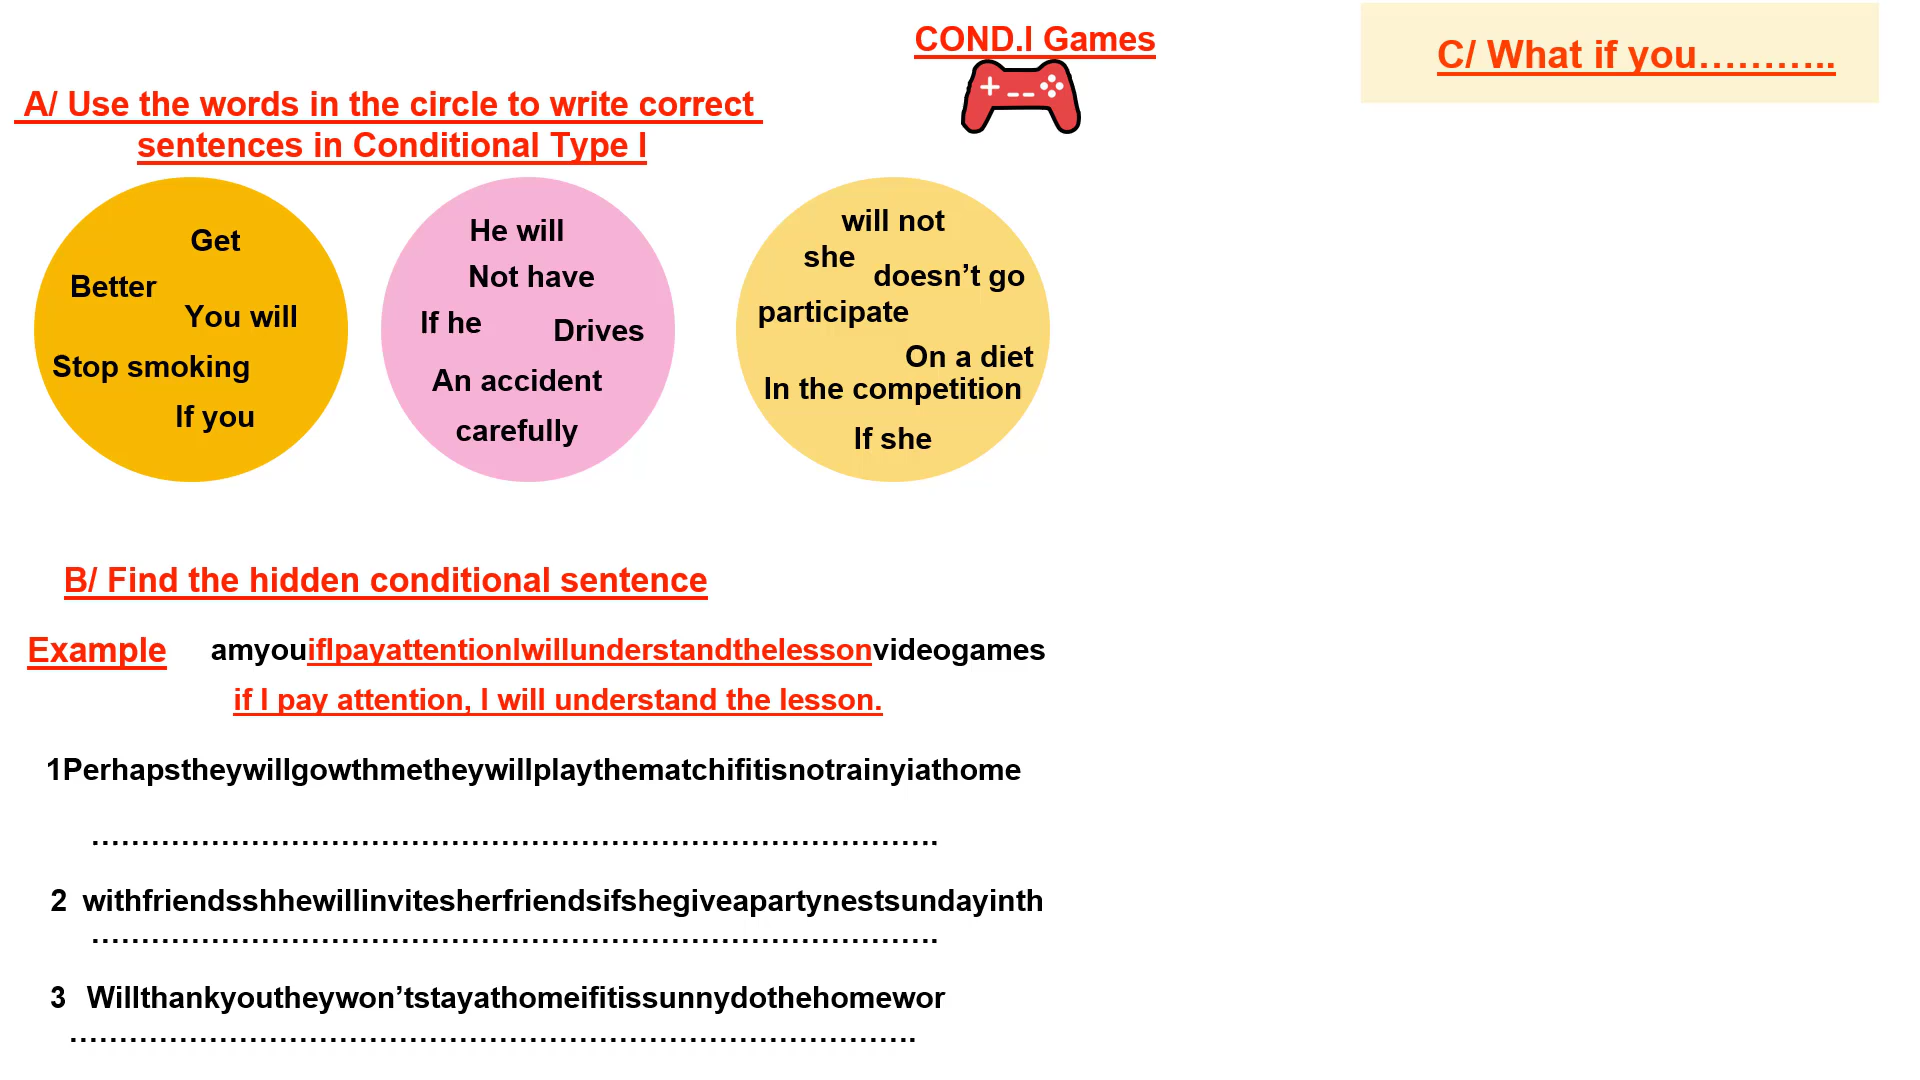 COND.I Games
C/ What if you………..
A/ Use the words in the circle to write correct
sentences in Conditional Type I
Get
Better
You will
Stop smoking
If you
He will
Not have
If he
Drives
An accident
carefully
will not
she
doesn’t go
participate
On a diet
In the competition
If she
B/ Find the hidden conditional sentence
Example amyouifIpayattentionIwillunderstandthelessonvideogames
if I pay attention, I will understand the lesson.
1Perhapstheywillgowthmetheywillplaythematchifitisnotrainyiathome
………………………………………………………………………….
2 withfriendsshhewillinvitesherfriendsifshegiveapartynestsundayinth
………………………………………………………………………….
3 Willthankyoutheywon’tstayathomeifitissunnydothehomewor
………………………………………………………………………….